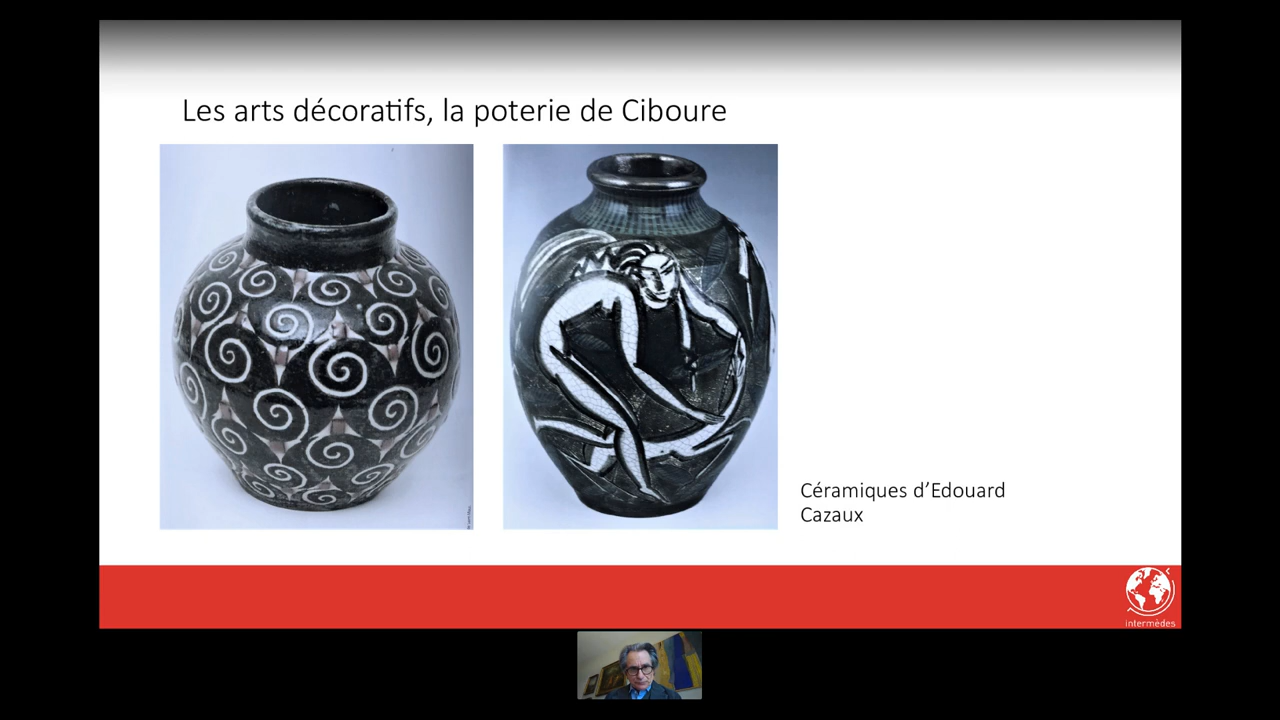 Les arts décoratifs, la poterie de Ciboure
Céramiques d’Edouard
Cazaux
intermèdes